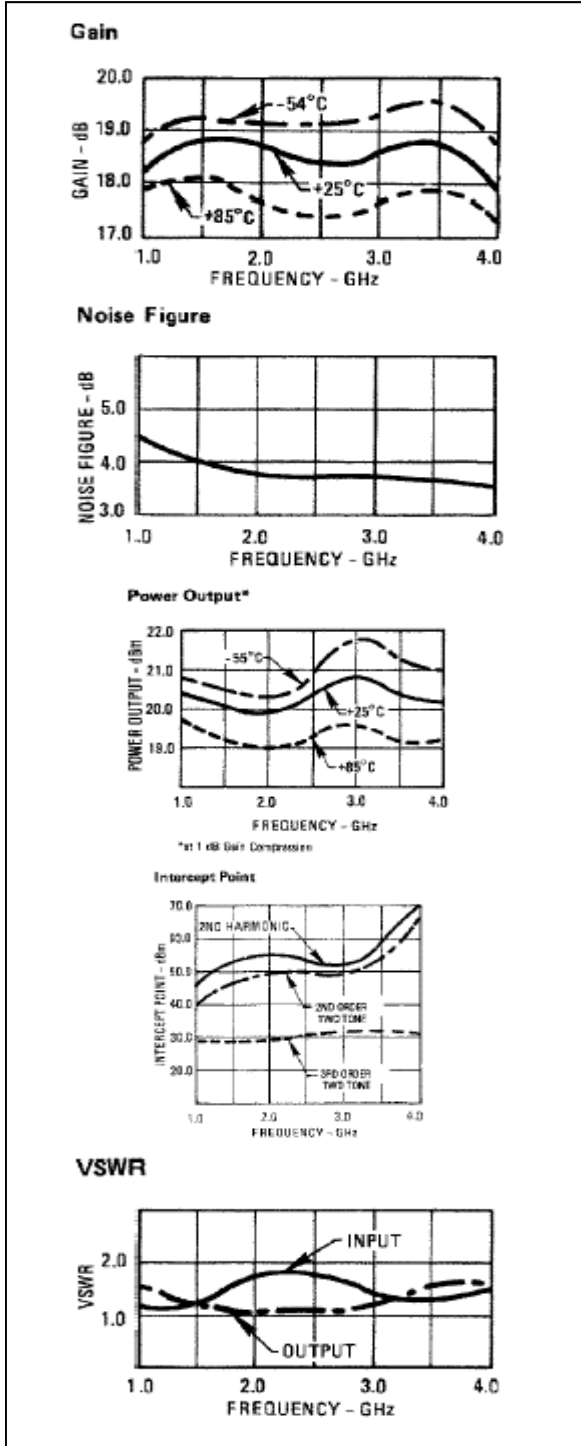 Gain
20.0
19.0
18.0
17.0
GAIN - dB
-54°C
+25°C
+85°C
1.0 2.0 3.0 4.0
FREQUENCY - GHz
Noise Figure
5.0
4.0
3.0
NOISE FIGURE - dB
1.0 2.0 3.0 4.0
FREQUENCY - GHz
Power Output*
22.0
21.0
20.0
19.0
POWER OUTPUT - dBm
-55°C
+25°C
+85°C
1.0 2.0 3.0 4.0
FREQUENCY - GHz
*at 1 dB Gain Compression
Intercept Point
70.0
60.0
50.0
40.0
30.0
20.0
INTERCEPT POINT - dBm
2ND HARMONIC
2ND ORDER
TWO TONE
3RD ORDER
TWO TONE
1.0 2.0 3.0 4.0
FREQUENCY - GHz
VSWR
2.0
1.0
VSWR
INPUT
OUTPUT
1.0 2.0 3.0 4.0
FREQUENCY - GHz